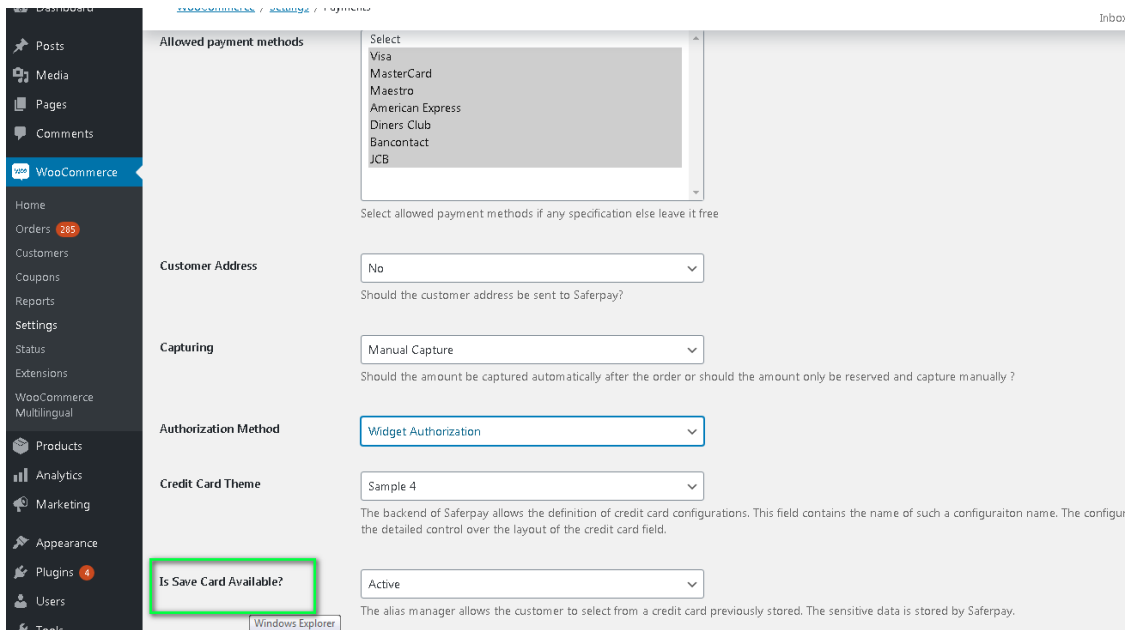 Dashboard
WooCommerce / Settings / Payments
Inbox
Posts
Media
Pages
Comments
WooCommerce
Home
Orders 285
Customers
Coupons
Reports
Settings
Status
Extensions
WooCommerce
Multilingual
Products
Analytics
Marketing
Appearance
Plugins 4
Users
Tools
Allowed payment methods
Select
Visa
MasterCard
Maestro
American Express
Diners Club
Bancontact
JCB
Select allowed payment methods if any specification else leave it free
Customer Address
No
Should the customer address be sent to Saferpay?
Capturing
Manual Capture
Should the amount be captured automatically after the order or should the amount only be reserved and capture manually ?
Authorization Method
Widget Authorization
Credit Card Theme
Sample 4
The backend of Saferpay allows the definition of credit card configurations. This field contains the name of such a configuraiton name. The configur
the detailed control over the layout of the credit card field.
Is Save Card Available?
Active
The alias manager allows the customer to select from a credit card previously stored. The sensitive data is stored by Saferpay.
Windows Explorer